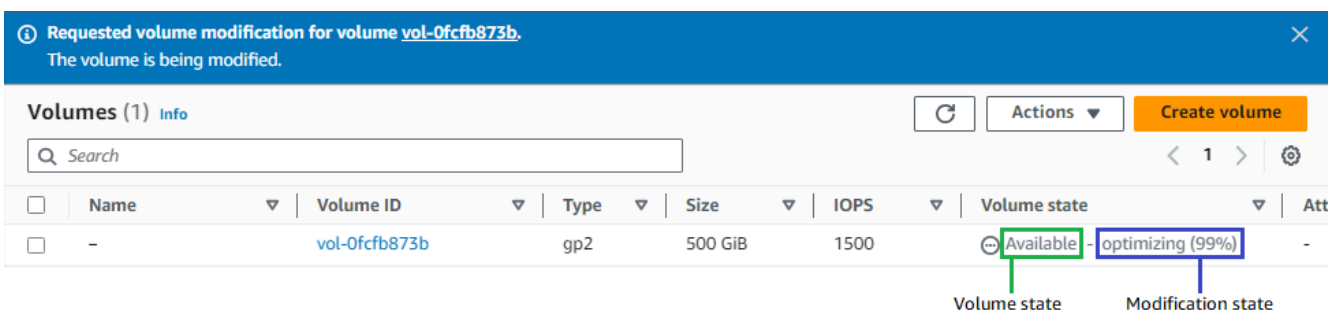 Requested volume modification for volume vol-0fcfb873b.
The volume is being modified.
Volumes (1) Info
Actions
Create volume
Search
1
Name Volume ID Type Size IOPS Volume state Att
- vol-0fcfb873b gp2 500 GiB 1500 Available - optimizing (99%) -
Volume state Modification state